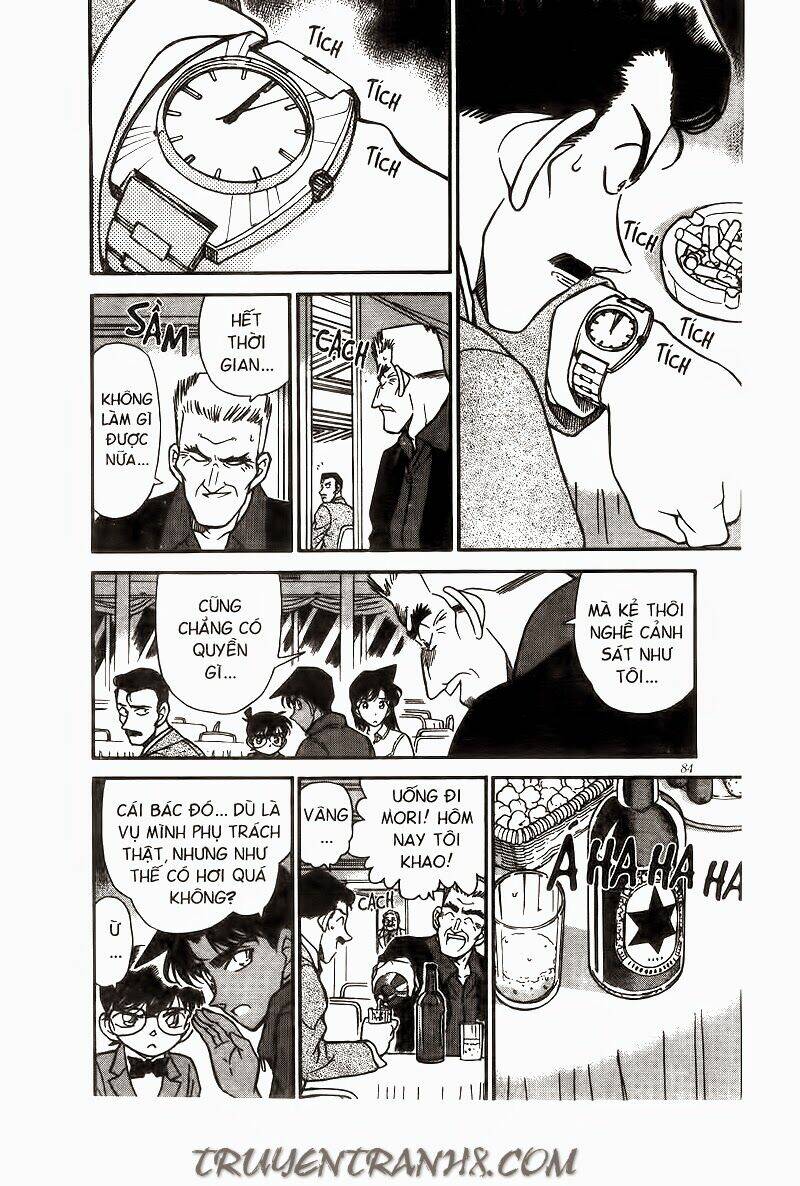 TÍCH
TÍCH
TÍCH
TÍCH
TÍCH
TÍCH
SẦM
HẾT
THỜI
GIAN...
KHÔNG
LÀM GÌ
ĐƯỢC
NỮA...
CẠCH
CŨNG
CHẲNG CÓ
QUYỀN
GÌ...
MÀ KẺ THÔI
NGHỀ CẢNH
SÁT NHƯ
TÔI...
84
CÁI BÁC ĐÓ... DÙ LÀ
VỤ MÌNH PHỤ TRÁCH
THẬT, NHƯNG NHƯ
THẾ CÓ HƠI QUÁ
KHÔNG?
Ừ
...
VÂNG
...
UỐNG ĐI
MORI! HÔM
NAY TÔI
KHAO!
CẠCH
Á HA HA HA
TRUYENTRANH8.COM